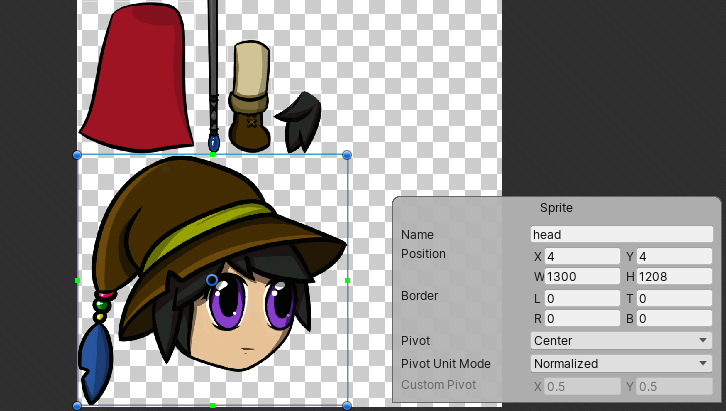 Sprite
Name head
Position X 4 Y 4
W 1300 H 1208
Border L 0 T 0
R 0 B 0
Pivot Center
Pivot Unit Mode Normalized
Custom Pivot X 0.5 Y 0.5